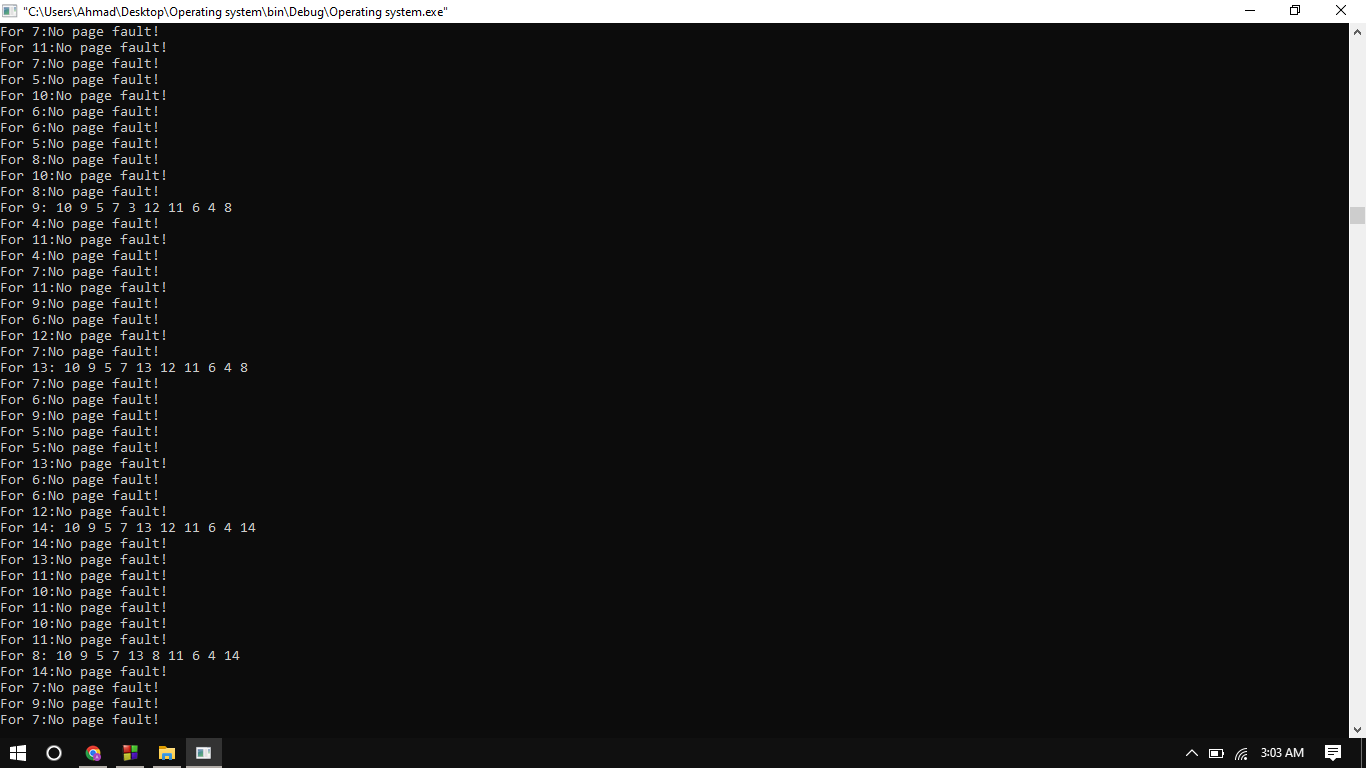 "C:\Users\Ahmad\Desktop\Operating system\bin\Debug\Operating system.exe"
For 7:No page fault!
For 11:No page fault!
For 7:No page fault!
For 5:No page fault!
For 10:No page fault!
For 6:No page fault!
For 6:No page fault!
For 5:No page fault!
For 8:No page fault!
For 10:No page fault!
For 8:No page fault!
For 9: 10 9 5 7 3 12 11 6 4 8
For 4:No page fault!
For 11:No page fault!
For 4:No page fault!
For 7:No page fault!
For 11:No page fault!
For 9:No page fault!
For 6:No page fault!
For 12:No page fault!
For 7:No page fault!
For 13: 10 9 5 7 13 12 11 6 4 8
For 7:No page fault!
For 6:No page fault!
For 9:No page fault!
For 5:No page fault!
For 5:No page fault!
For 13:No page fault!
For 6:No page fault!
For 6:No page fault!
For 12:No page fault!
For 14: 10 9 5 7 13 12 11 6 4 14
For 14:No page fault!
For 13:No page fault!
For 11:No page fault!
For 10:No page fault!
For 11:No page fault!
For 10:No page fault!
For 11:No page fault!
For 8: 10 9 5 7 13 8 11 6 4 14
For 14:No page fault!
For 7:No page fault!
For 9:No page fault!
For 7:No page fault!
3:03 AM